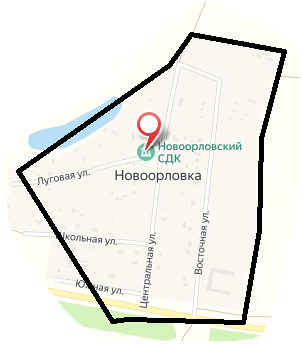 Новоорловский
СДК
Луговая ул.
Новоорловка
Школьная ул.
Центральная ул.
Восточная ул.
Южная ул.